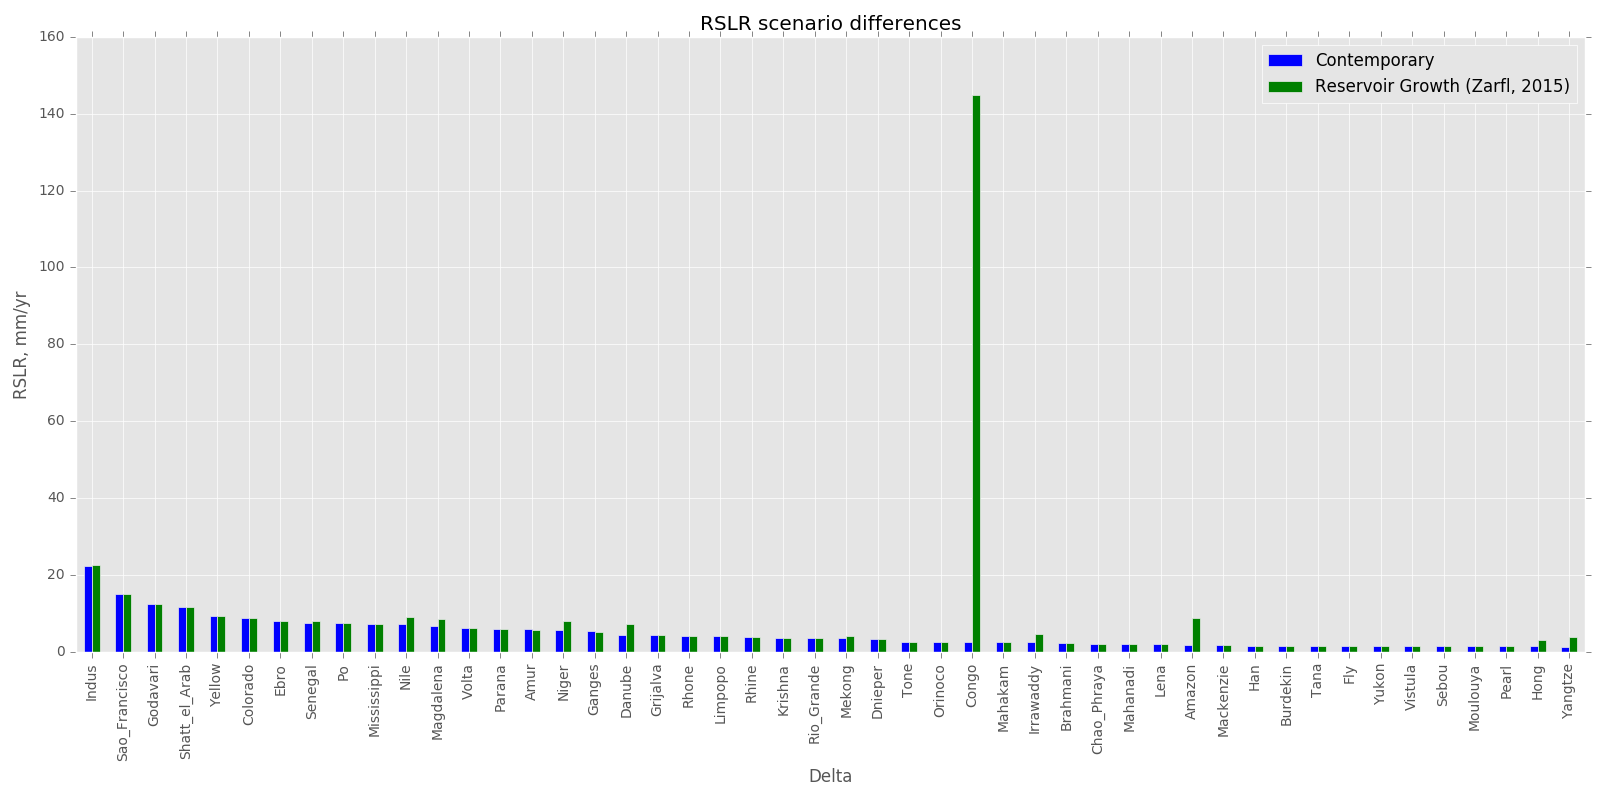 RSLR scenario differences
160
140
120
100
80
60
40
20
0
RSLR, mm/yr
Contemporary
Reservoir Growth (Zarfl, 2015)
Indus
Sao_Francisco
Godavari
Shatt_el_Arab
Yellow
Colorado
Ebro
Senegal
Po
Mississippi
Nile
Magdalena
Volta
Parana
Amur
Niger
Ganges
Danube
Grijalva
Rhone
Limpopo
Rhine
Krishna
Rio_Grande
Mekong
Dnieper
Tone
Orinoco
Congo
Mahakam
Irrawaddy
Brahmani
Chao_Phraya
Mahanadi
Lena
Amazon
Mackenzie
Han
Burdekin
Tana
Fly
Yukon
Vistula
Sebou
Moulouya
Pearl
Hong
Yangtze
Delta